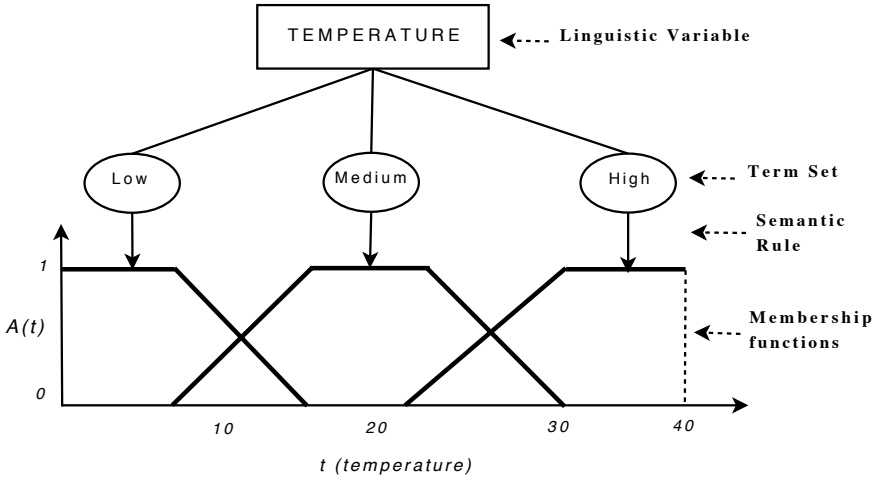 TEMPERATURE
Linguistic Variable
Low
Medium
High
Term Set
Semantic
Rule
1
A(t)
Membership
functions
0
10
20
30
40
t (temperature)